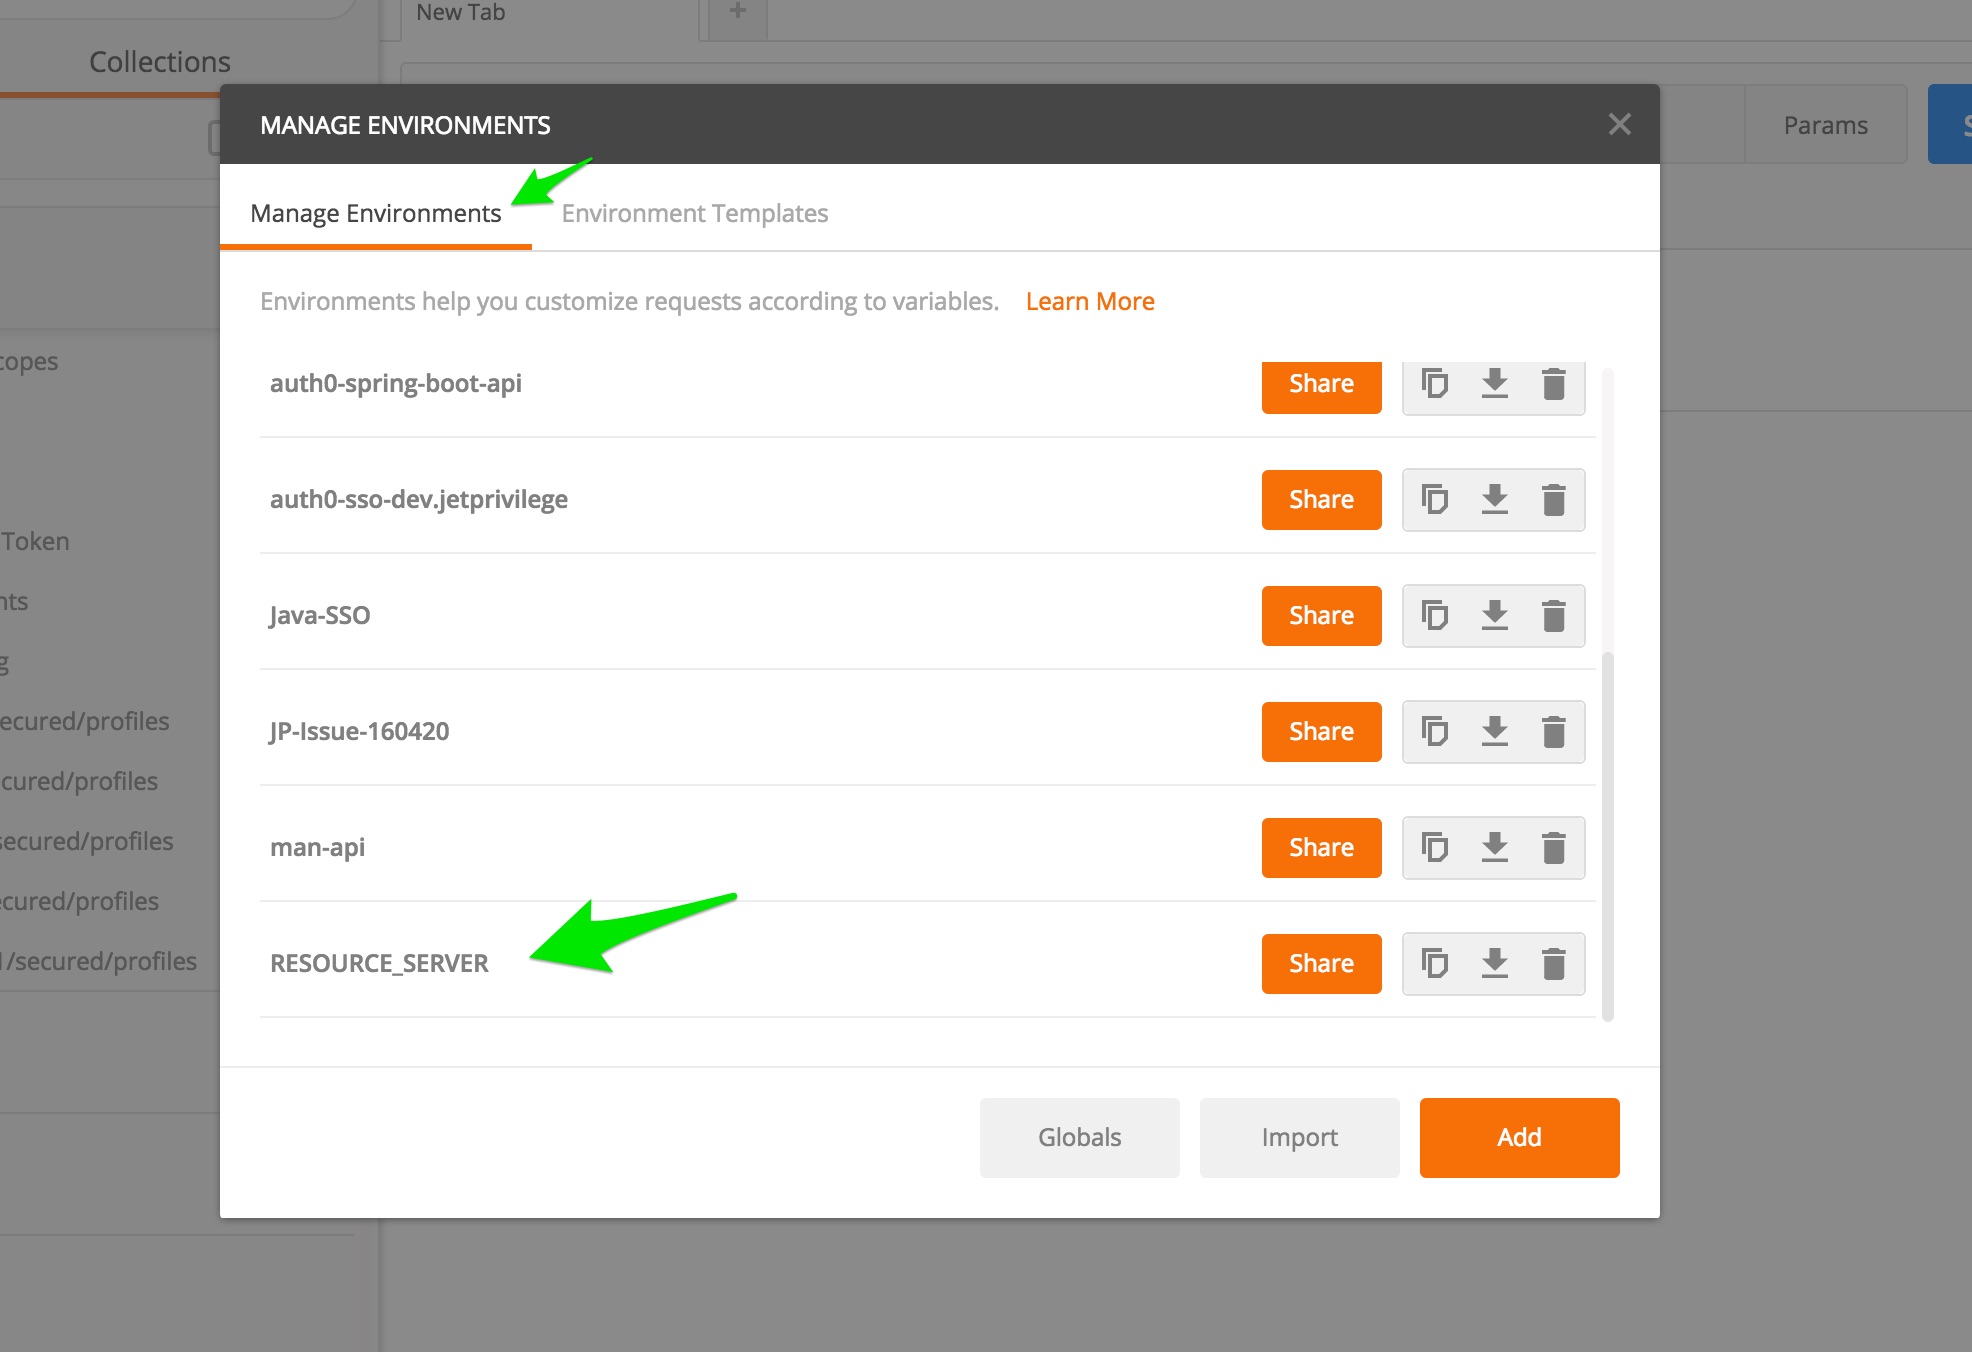 New Tab
+
Collections
MANAGE ENVIRONMENTS
Params
Manage Environments
Environment Templates
Environments help you customize requests according to variables. Learn More
auth0-spring-boot-api Share
auth0-sso-dev.jetprivilege Share
Java-SSO Share
JP-Issue-160420 Share
man-api Share
RESOURCE_SERVER Share
Globals Import Add
copes
Token
nts
g
ecured/profiles
cured/profiles
secured/profiles
ecured/profiles
/secured/profiles